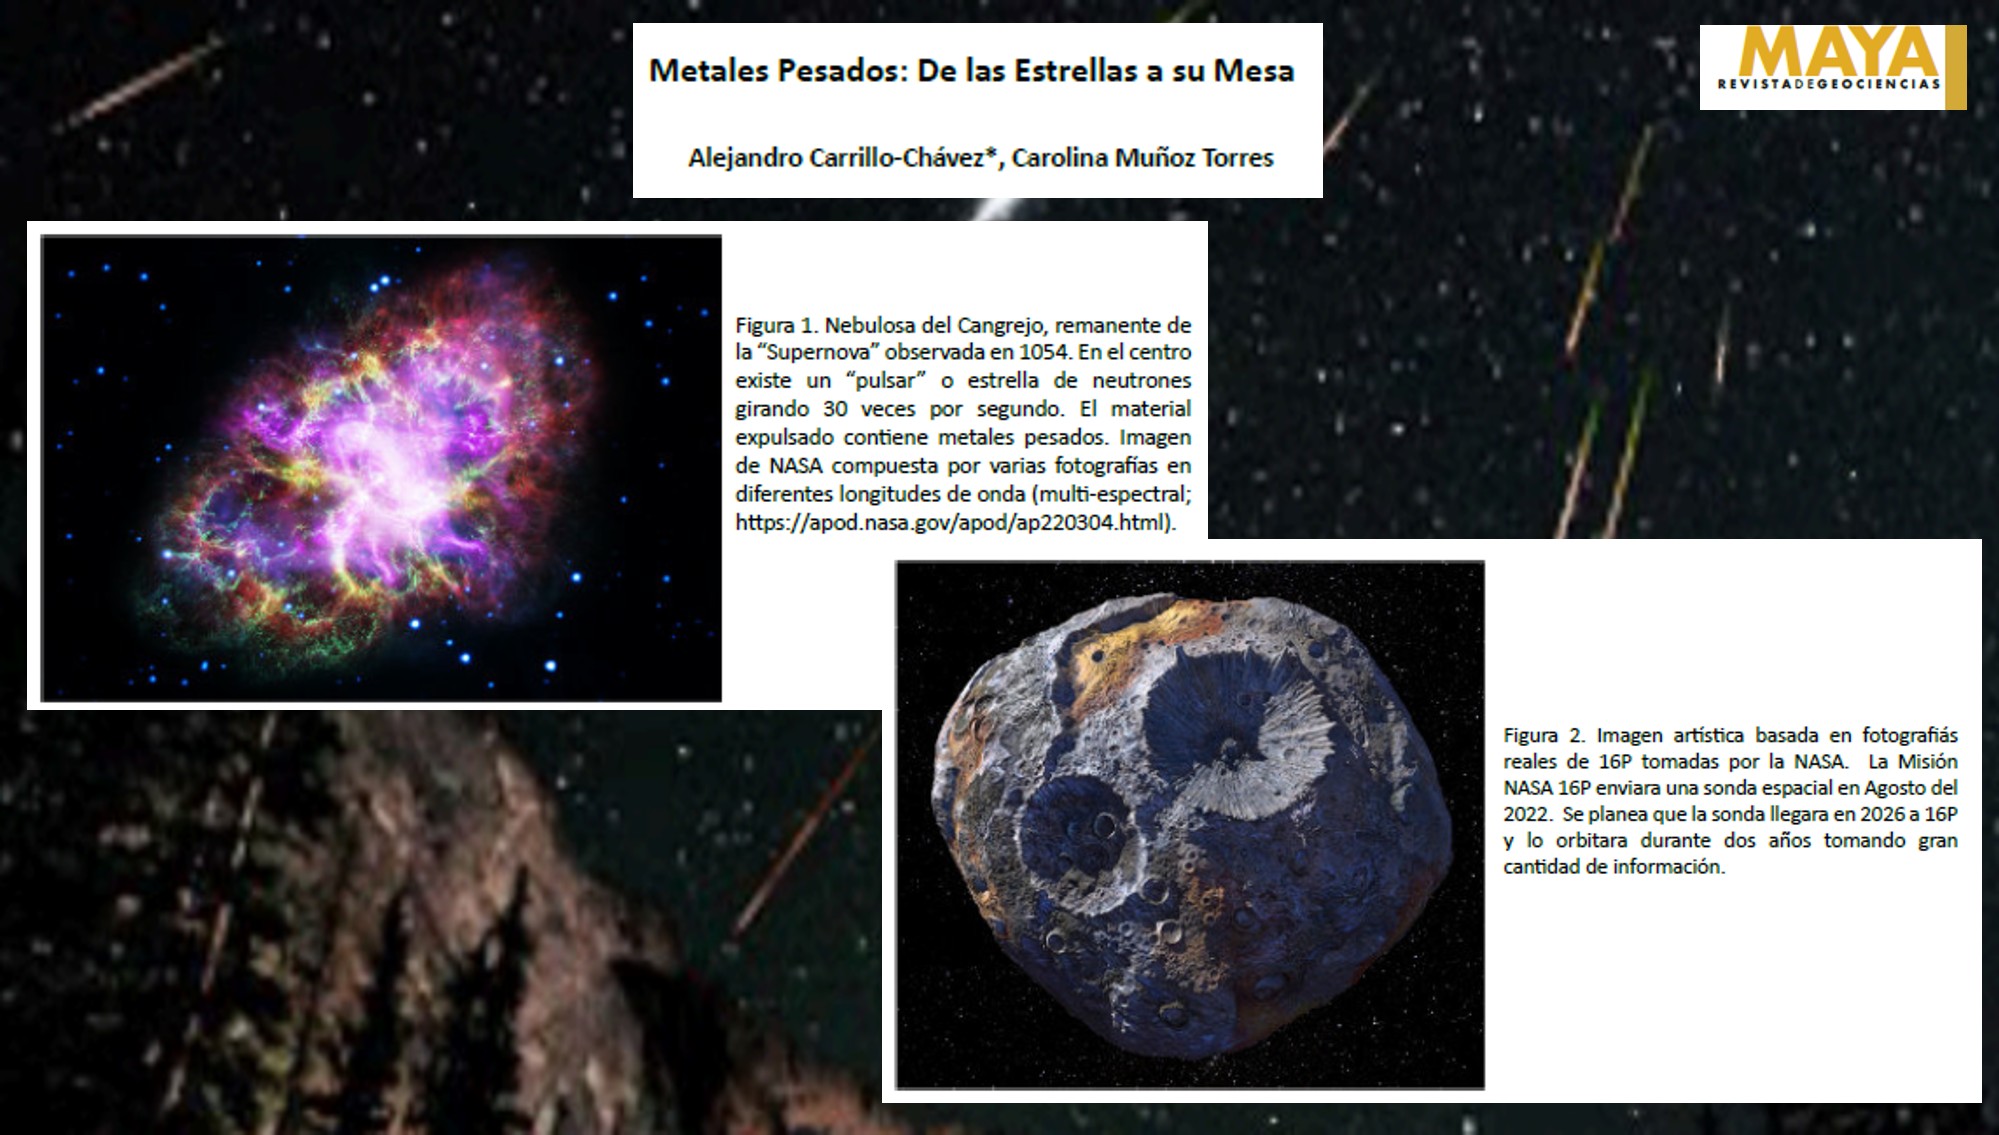 Metales Pesados: De las Estrellas a su Mesa
Alejandro Carrillo-Chávez*, Carolina Muñoz Torres
MAYA
REVISTADEGEOCIENCIAS
Figura 1. Nebulosa del Cangrejo, remanente de
la “Supernova” observada en 1054. En el centro
existe un “pulsar” o estrella de neutrones
girando 30 veces por segundo. El material
expulsado contiene metales pesados. Imagen
de NASA compuesta por varias fotografías en
diferentes longitudes de onda (multi-espectral;
https://apod.nasa.gov/apod/ap220304.html).
Figura 2. Imagen artística basada en fotografiás
reales de 16P tomadas por la NASA. La Misión
NASA 16P enviara una sonda espacial en Agosto del
2022. Se planea que la sonda llegara en 2026 a 16P
y lo orbitara durante dos años tomando gran
cantidad de información.